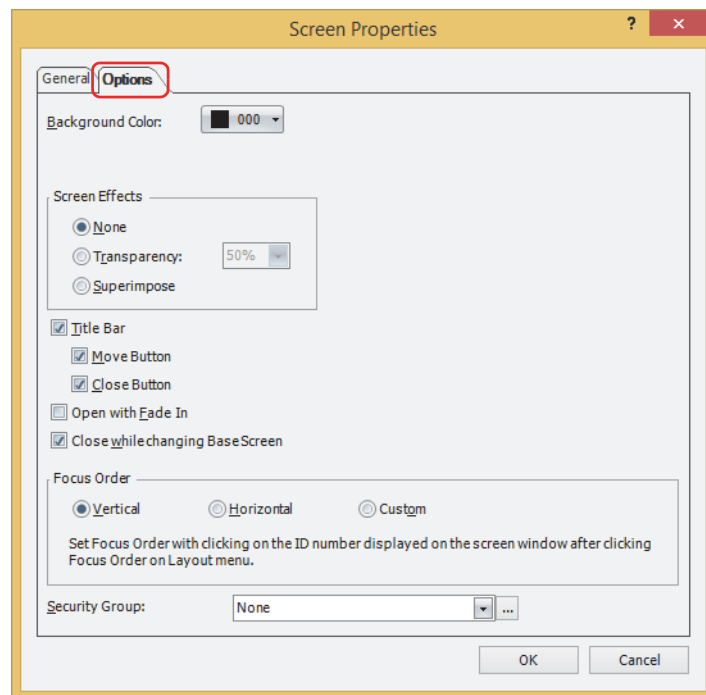 Screen Properties
?
General Options
Background Color: 000
Screen Effects
None
Transparency: 50%
Superimpose
Title Bar
Move Button
Close Button
Open with Fade In
Close while changing Base Screen
Focus Order
Vertical Horizontal Custom
Set Focus Order with clicking on the ID number displayed on the screen window after clicking
Focus Order on Layout menu.
Security Group: None ...
OK Cancel